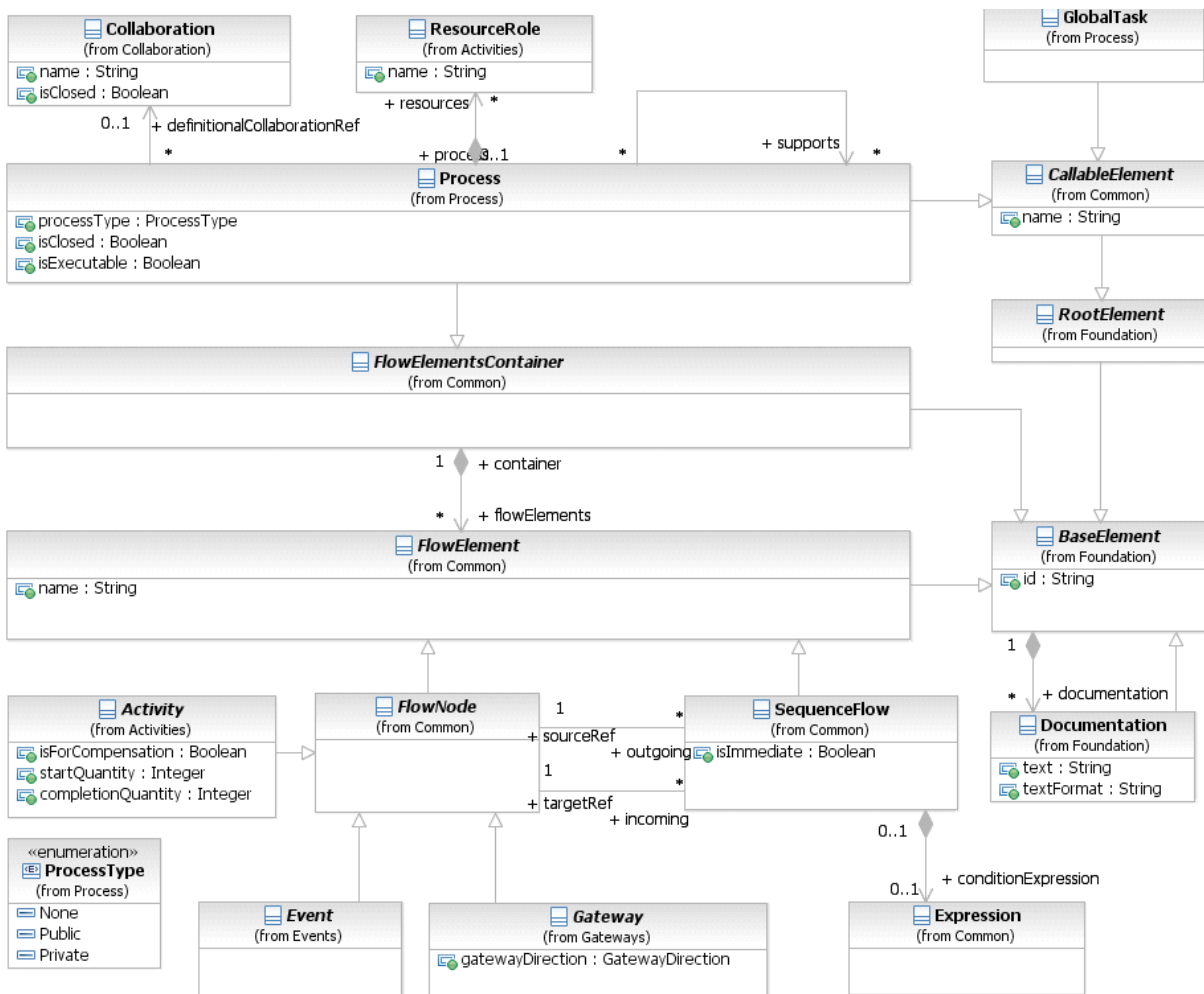 Collaboration
(from Collaboration)
name : String
isClosed : Boolean
ResourceRole
(from Activities)
name : String
GlobalTask
(from Process)
+ resources
*
0..1
+ definitionalCollaborationRef
*
+ process
0..1
*
+ supports
*
Process
(from Process)
processType : ProcessType
isClosed : Boolean
isExecutable : Boolean
CallableElement
(from Common)
name : String
RootElement
(from Foundation)
FlowElementsContainer
(from Common)
1
+ container
*
+ flowElements
FlowElement
(from Common)
name : String
BaseElement
(from Foundation)
id : String
1
*
+ documentation
Activity
(from Activities)
isForCompensation : Boolean
startQuantity : Integer
completionQuantity : Integer
FlowNode
(from Common)
1
*
+ sourceRef
+ outgoing
1
*
+ targetRef
+ incoming
SequenceFlow
(from Common)
isImmediate : Boolean
Documentation
(from Foundation)
text : String
textFormat : String
0..1
0..1
+ conditionExpression
«enumeration»
<E>
ProcessType
(from Process)
None
Public
Private
Event
(from Events)
Gateway
(from Gateways)
gatewayDirection : GatewayDirection
Expression
(from Common)